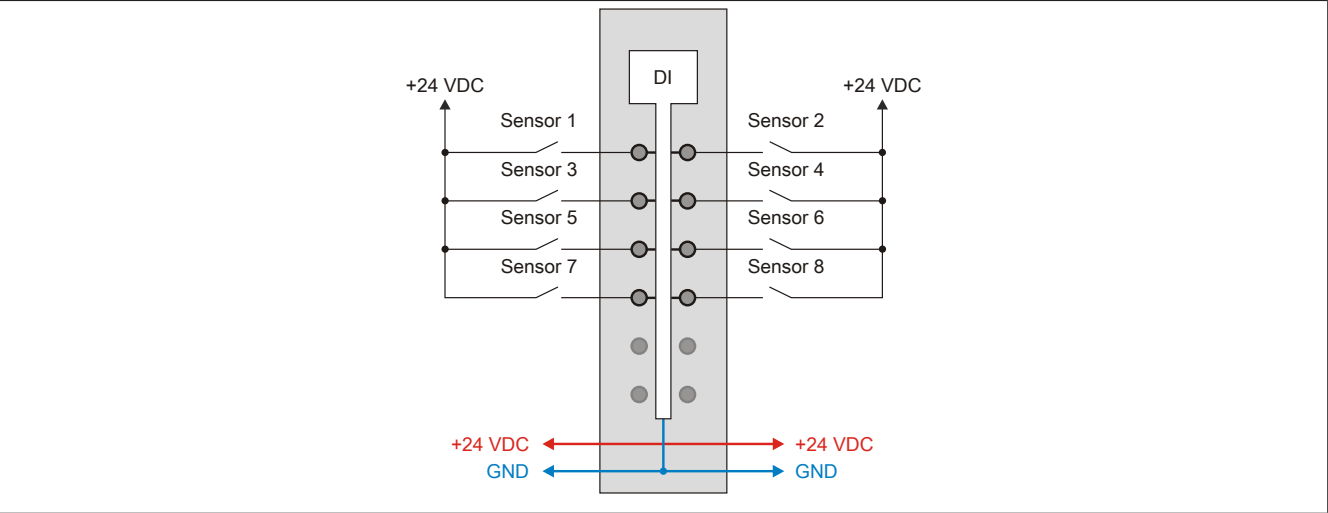 DI
+24 VDC
+24 VDC
Sensor 1
Sensor 2
Sensor 3
Sensor 4
Sensor 5
Sensor 6
Sensor 7
Sensor 8
+24 VDC
+24 VDC
GND
GND